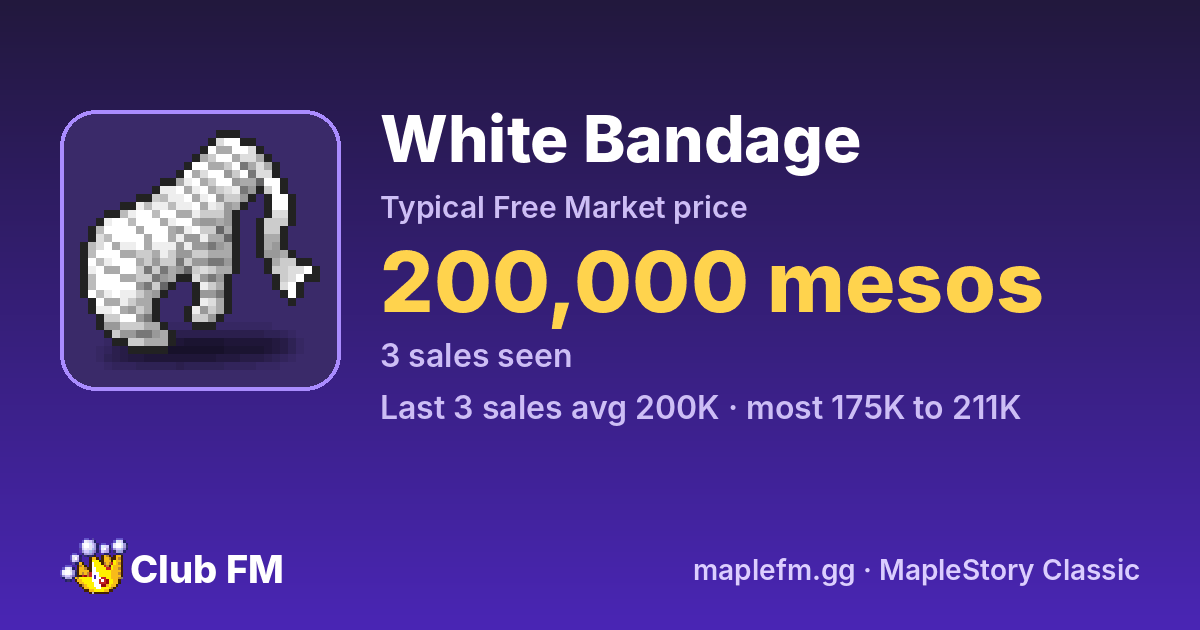 White Bandage
Typical Free Market price
200,000 mesos
3 sales seen
Last 3 sales avg 200K · most 175K to 211K
Club FM
maplefm.gg · MapleStory Classic